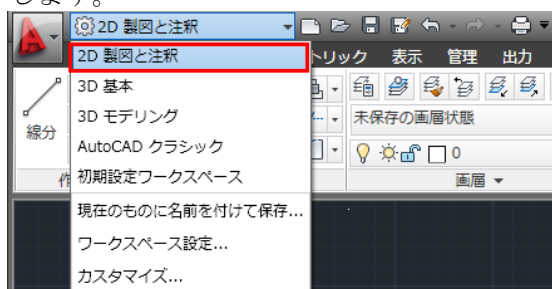 します。
2D 製図と注釈
トリック 表示 管理 出力
2D 製図と注釈
3D 基本
3D モデリング
未保存の画層状態
線分
AutoCAD クラシック
0
初期設定ワークスペース
画層
現在のものに名前を付けて保存...
ワークスペース設定...
カスタマイズ...